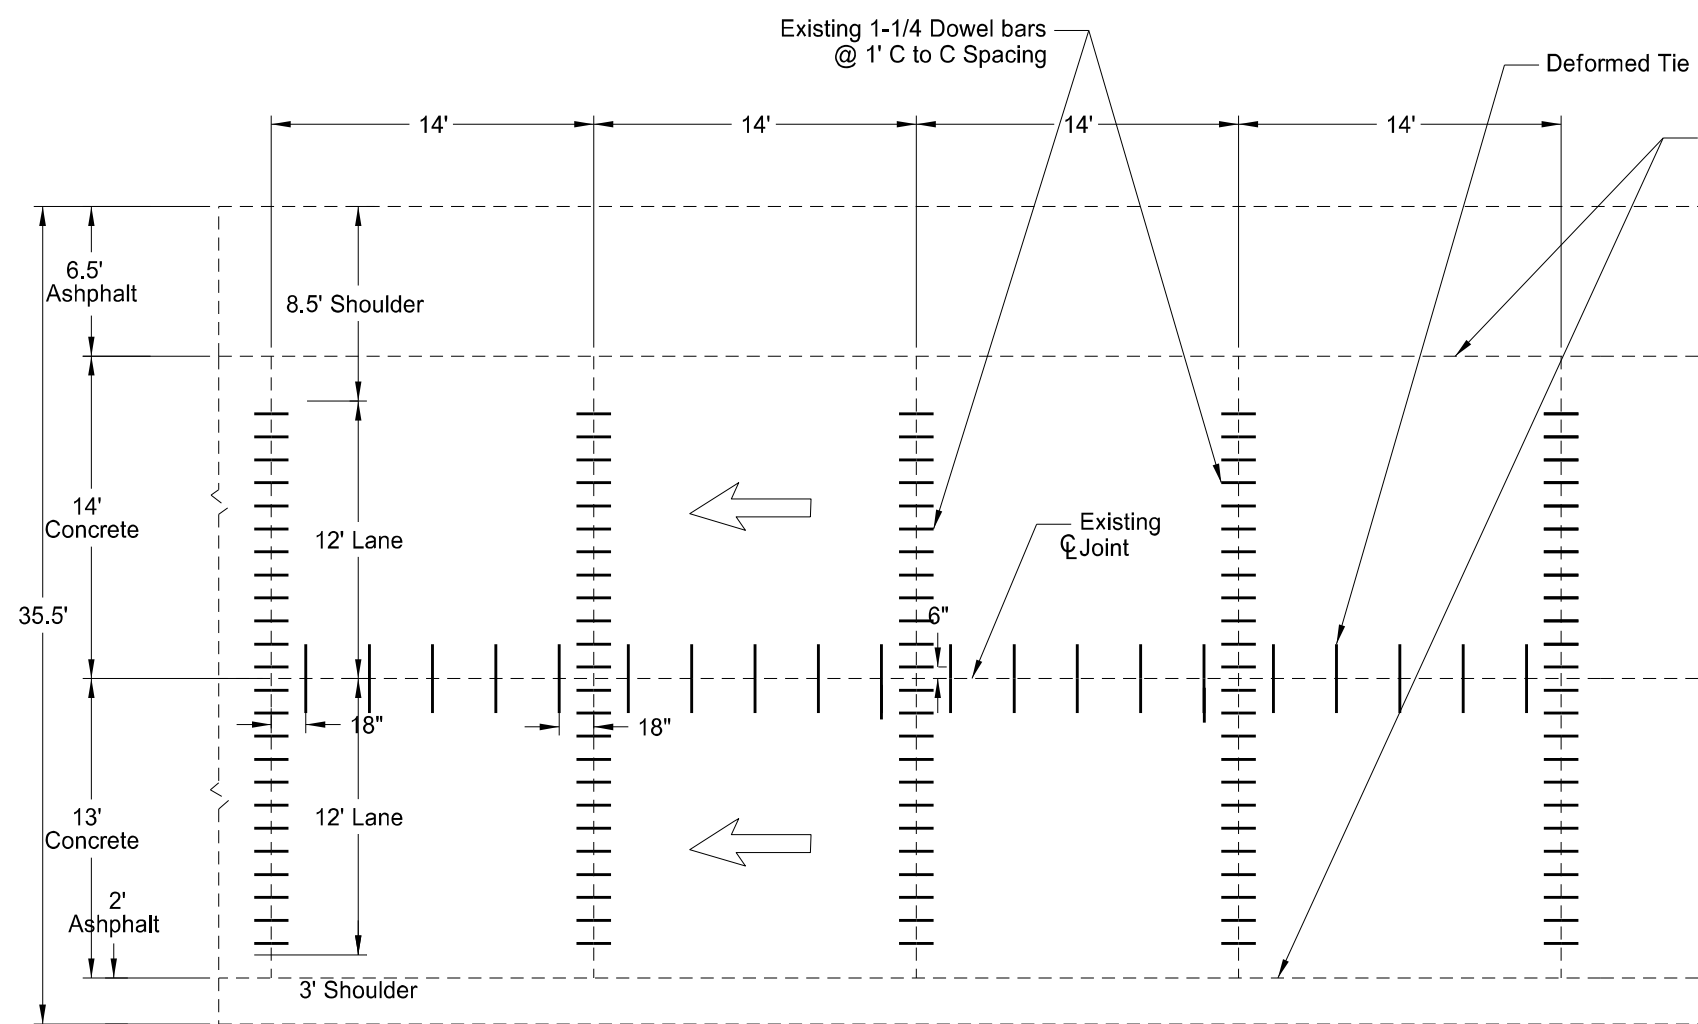 Existing 1-1/4 Dowel bars
@ 1' C to C Spacing
Deformed Tie
14'
14'
14'
14'
6.5'
Ashphalt
8.5' Shoulder
14'
Concrete
12' Lane
Existing
℄ Joint
35.5'
6"
18"
18"
13'
Concrete
12' Lane
2'
Ashphalt
3' Shoulder